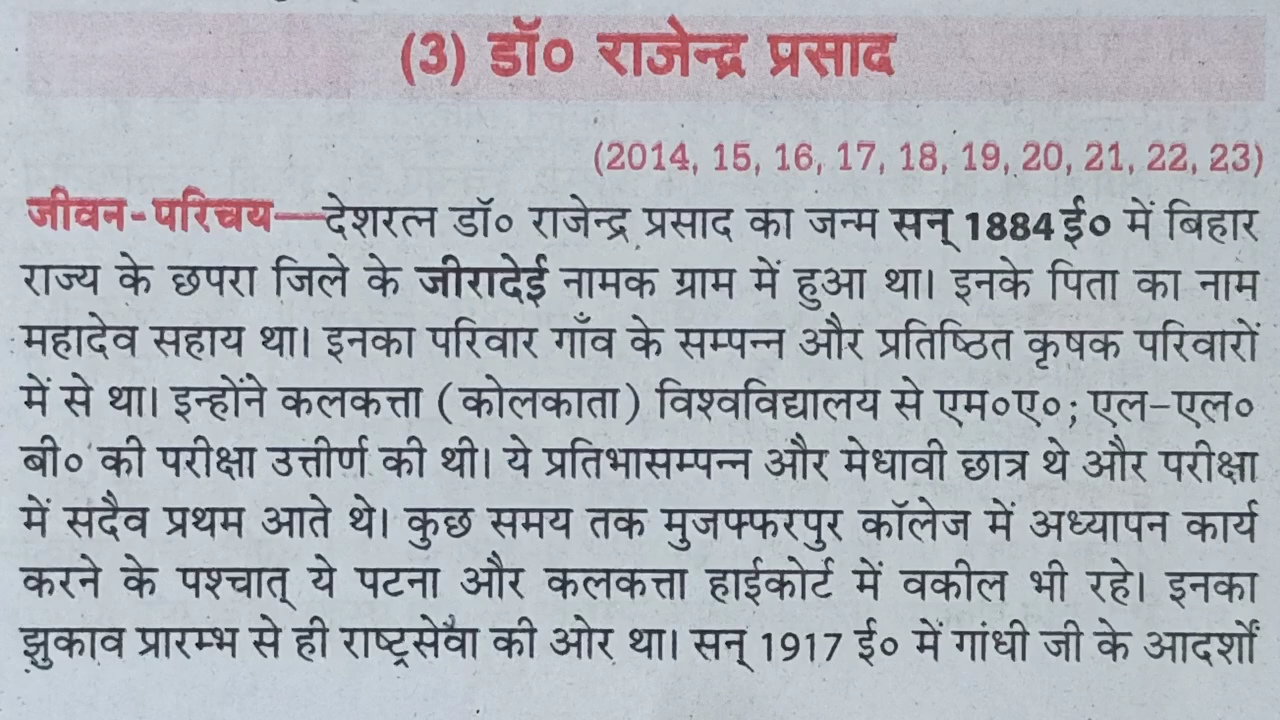 (3) डॉ० राजेन्द्र प्रसाद
(2014, 15, 16, 17, 18, 19, 20, 21, 22, 23)
जीवन-परिचय—देशरत्न डॉ० राजेन्द्र प्रसाद का जन्म सन् 1884 ई० में बिहार
राज्य के छपरा जिले के जीरादेई नामक ग्राम में हुआ था। इनके पिता का नाम
महादेव सहाय था। इनका परिवार गाँव के सम्पन्न और प्रतिष्ठित कृषक परिवारों
में से था। इन्होंने कलकत्ता (कोलकाता) विश्वविद्यालय से एम०ए०; एल-एल०
बी० की परीक्षा उत्तीर्ण की थी। ये प्रतिभासम्पन्न और मेधावी छात्र थे और परीक्षा
में सदैव प्रथम आते थे। कुछ समय तक मुजफ्फरपुर कॉलेज में अध्यापन कार्य
करने के पश्चात् ये पटना और कलकत्ता हाईकोर्ट में वकील भी रहे। इनका
झुकाव प्रारम्भ से ही राष्ट्रसेवा की ओर था। सन् 1917 ई० में गांधी जी के आदर्शों